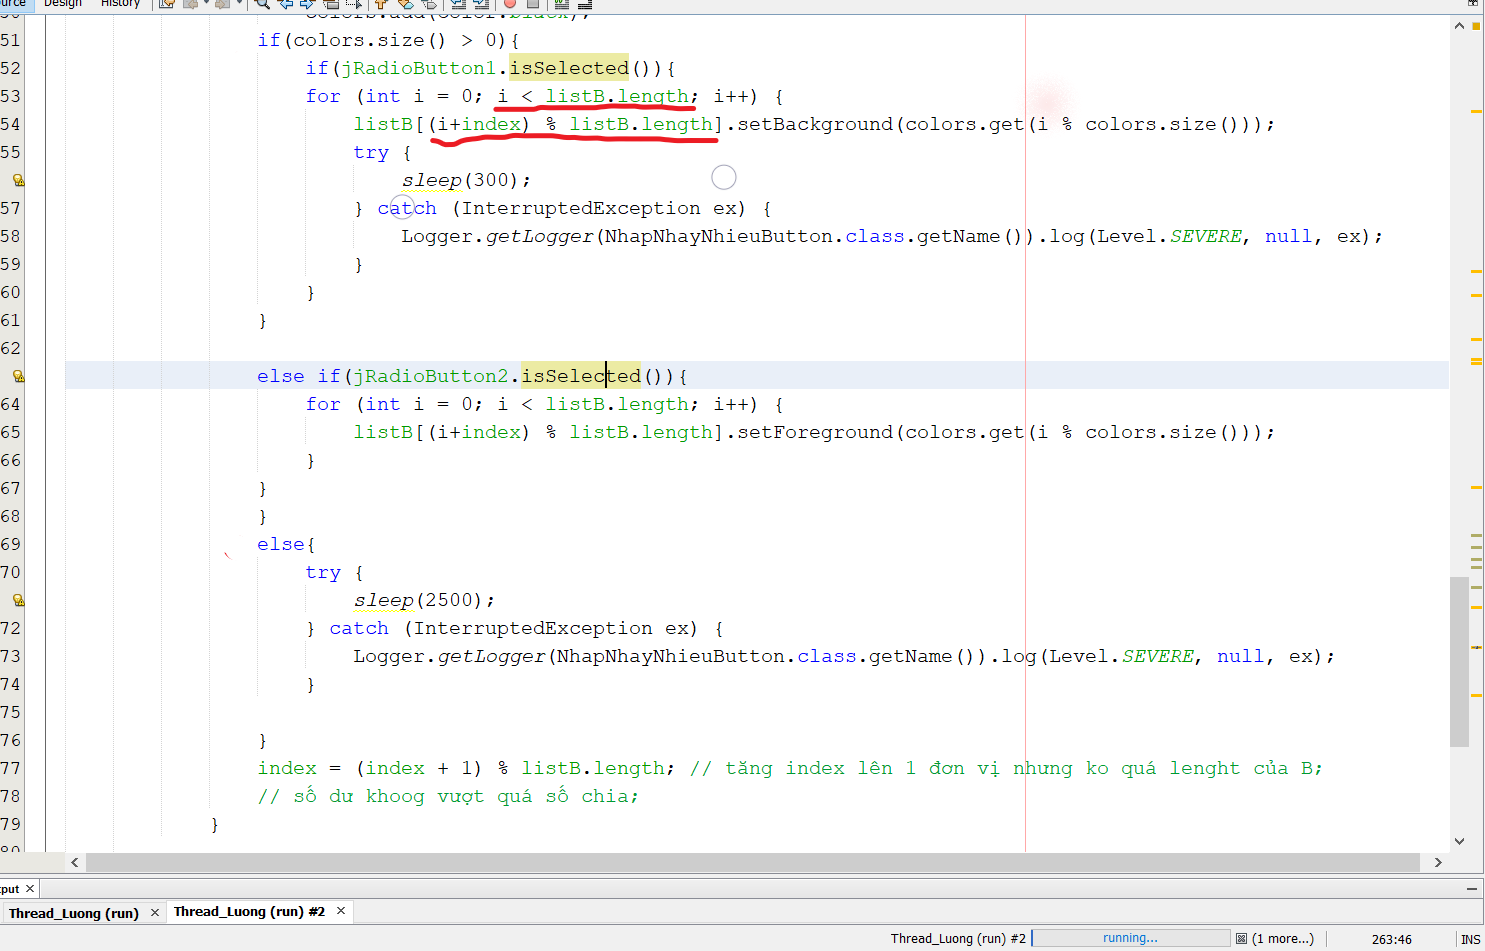 Source Design History
colors.add(color.black);
51 if(colors.size() > 0){
52 if(jRadioButton1.isSelected()){
53 for (int i = 0; i < listB.length; i++) {
54 listB[(i+index) % listB.length].setBackground(colors.get(i % colors.size()));
55 try {
sleep(300);
57 } catch (InterruptedException ex) {
58 Logger.getLogger(NhapNhayNhieuButton.class.getName()).log(Level.SEVERE, null, ex);
59 }
60 }
61 }
62
else if(jRadioButton2.isSelected()){
64 for (int i = 0; i < listB.length; i++) {
65 listB[(i+index) % listB.length].setForeground(colors.get(i % colors.size()));
66 }
67 }
68 }
69 else{
70 try {
sleep(2500);
72 } catch (InterruptedException ex) {
73 Logger.getLogger(NhapNhayNhieuButton.class.getName()).log(Level.SEVERE, null, ex);
74 }
75
76 }
77 index = (index + 1) % listB.length; // tăng index lên 1 đơn vị nhưng ko quá lenght của B;
78 // số dư khoog vượt quá số chia;
79 }
80
put ×
Thread_Luong (run) × Thread_Luong (run) #2 ×
Thread_Luong (run) #2 running... (1 more...) 263:46 INS